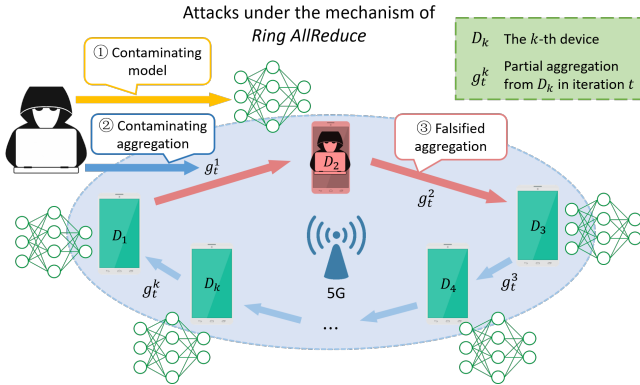 Attacks under the mechanism of
Ring AllReduce
① Contaminating
model
② Contaminating
aggregation
③ Falsified
aggregation
D_k The k-th device
g_t^k Partial aggregation
from D_k in iteration t
g_t^1
D_2
g_t^2
D_1
D_3
g_t^k
D_k
5G
D_4
g_t^3
...